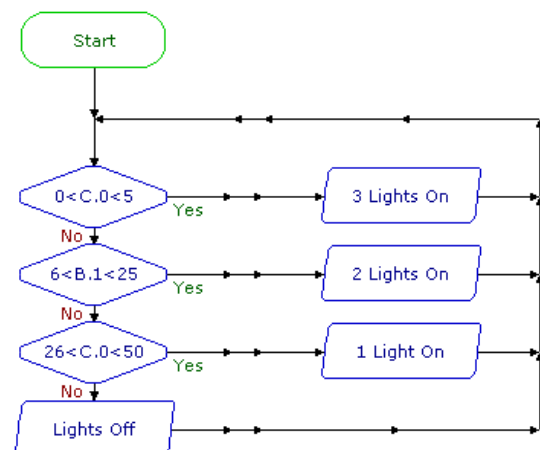 Start
0<C.0<5
Yes
3 Lights On
No
6<B.1<25
Yes
2 Lights On
No
26<C.0<50
Yes
1 Light On
No
Lights Off